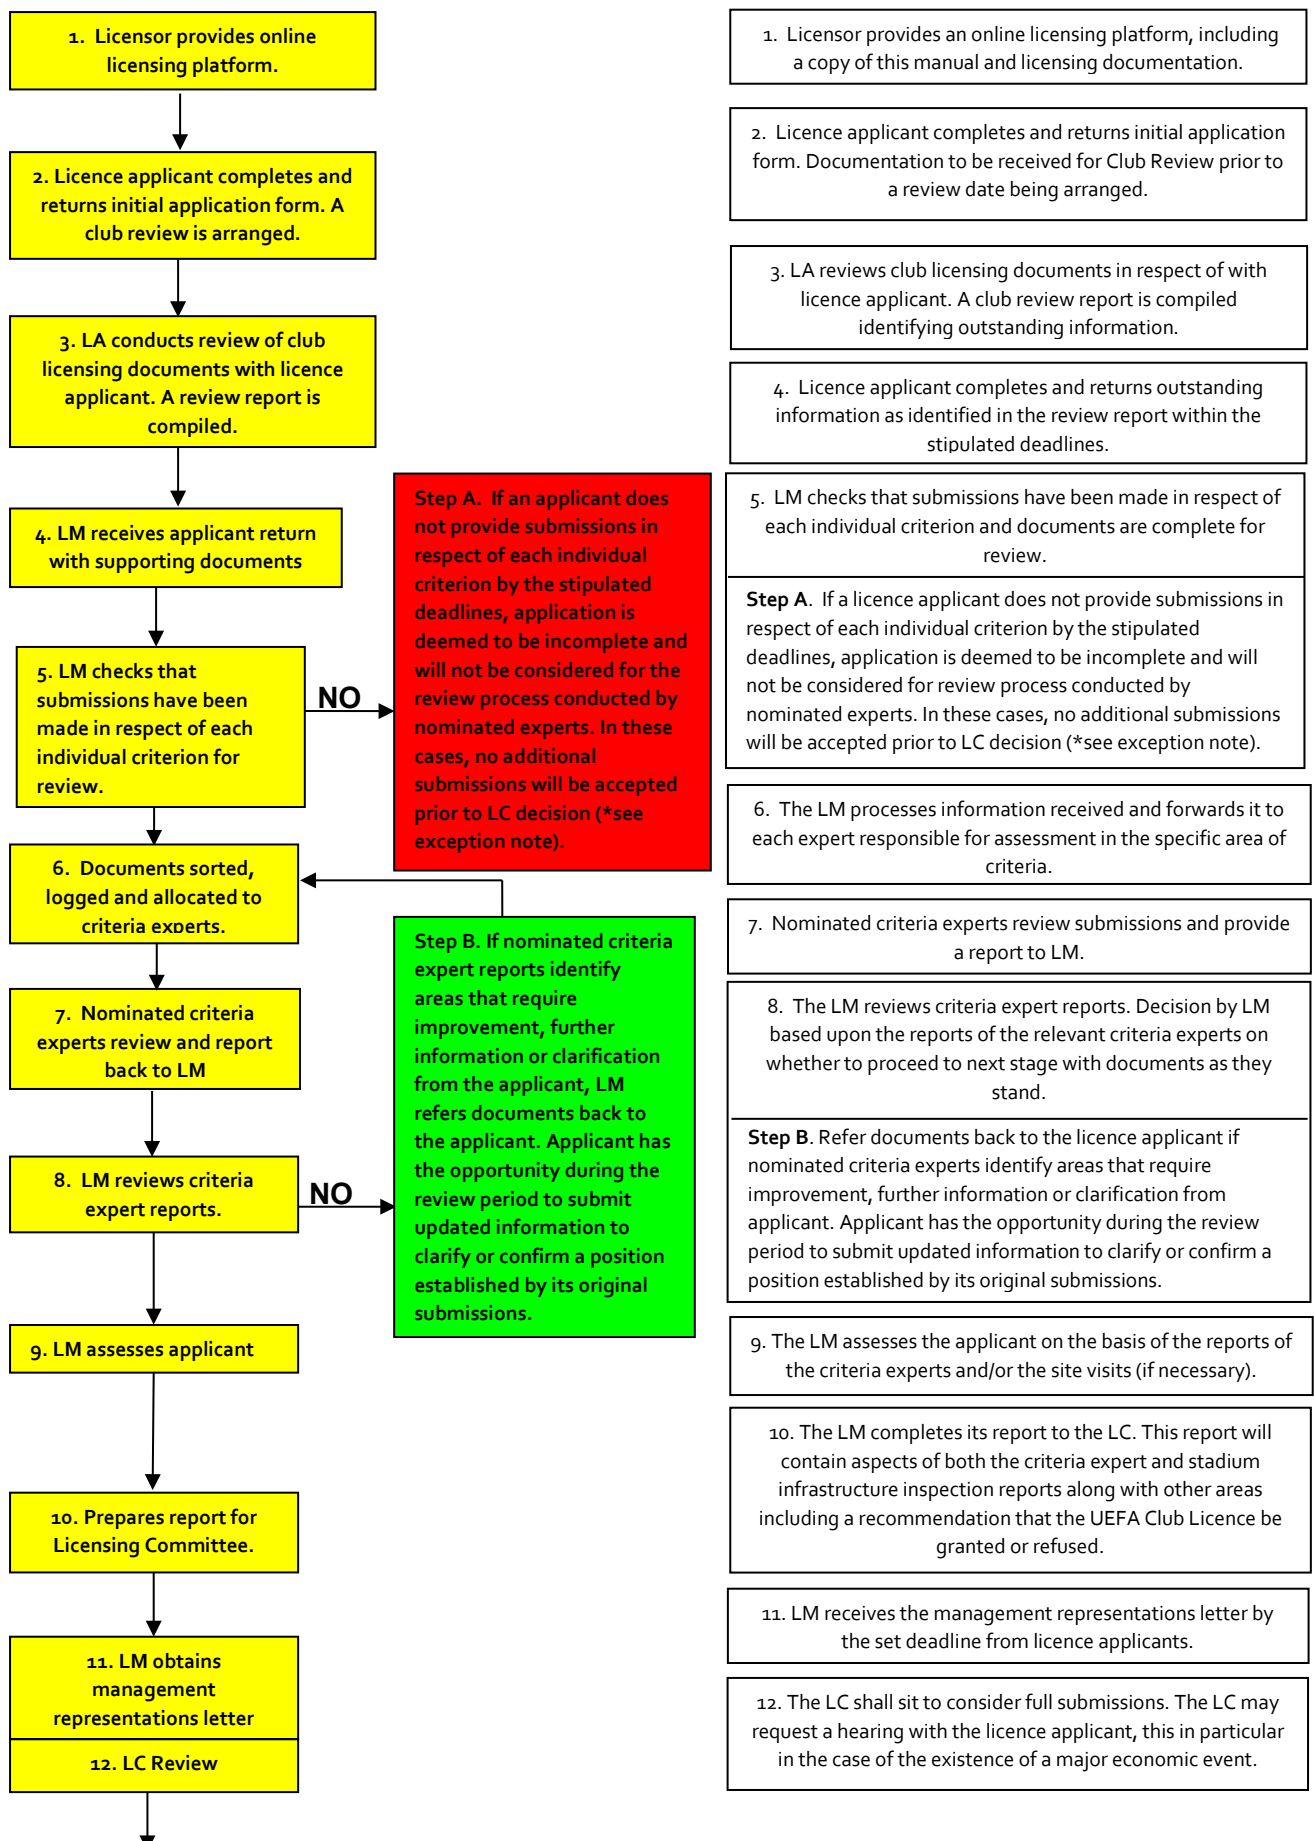 1. Licensor provides online
licensing platform.
2. Licence applicant completes and
returns initial application form. A
club review is arranged.
3. LA conducts review of club
licensing documents with licence
applicant. A review report is
compiled.
4. LM receives applicant return
with supporting documents
5. LM checks that
submissions have been
made in respect of each
individual criterion for
review.
NO
Step A. If an applicant does
not provide submissions in
respect of each individual
criterion by the stipulated
deadlines, application is
deemed to be incomplete and
will not be considered for the
review process conducted by
nominated experts. In these
cases, no additional
submissions will be accepted
prior to LC decision (*see
exception note).
6. Documents sorted,
logged and allocated to
criteria experts.
7. Nominated criteria
experts review and report
back to LM
8. LM reviews criteria
expert reports.
NO
Step B. If nominated criteria
expert reports identify
areas that require
improvement, further
information or clarification
from the applicant, LM
refers documents back to
the applicant. Applicant has
the opportunity during the
review period to submit
updated information to
clarify or confirm a position
established by its original
submissions.
9. LM assesses applicant
10. Prepares report for
Licensing Committee.
11. LM obtains
management
representations letter
12. LC Review
1. Licensor provides an online licensing platform, including
a copy of this manual and licensing documentation.
2. Licence applicant completes and returns initial application
form. Documentation to be received for Club Review prior to
a review date being arranged.
3. LA reviews club licensing documents in respect of with
licence applicant. A club review report is compiled
identifying outstanding information.
4. Licence applicant completes and returns outstanding
information as identified in the review report within the
stipulated deadlines.
5. LM checks that submissions have been made in respect of
each individual criterion and documents are complete for
review.
Step A. If a licence applicant does not provide submissions in
respect of each individual criterion by the stipulated
deadlines, application is deemed to be incomplete and will
not be considered for review process conducted by
nominated experts. In these cases, no additional submissions
will be accepted prior to LC decision (*see exception note).
6. The LM processes information received and forwards it to
each expert responsible for assessment in the specific area of
criteria.
7. Nominated criteria experts review submissions and provide
a report to LM.
8. The LM reviews criteria expert reports. Decision by LM
based upon the reports of the relevant criteria experts on
whether to proceed to next stage with documents as they
stand.
Step B. Refer documents back to the licence applicant if
nominated criteria experts identify areas that require
improvement, further information or clarification from
applicant. Applicant has the opportunity during the review
period to submit updated information to clarify or confirm a
position established by its original submissions.
9. The LM assesses the applicant on the basis of the reports of
the criteria experts and/or the site visits (if necessary).
10. The LM completes its report to the LC. This report will
contain aspects of both the criteria expert and stadium
infrastructure inspection reports along with other areas
including a recommendation that the UEFA Club Licence be
granted or refused.
11. LM receives the management representations letter by
the set deadline from licence applicants.
12. The LC shall sit to consider full submissions. The LC may
request a hearing with the licence applicant, this in particular
in the case of the existence of a major economic event.